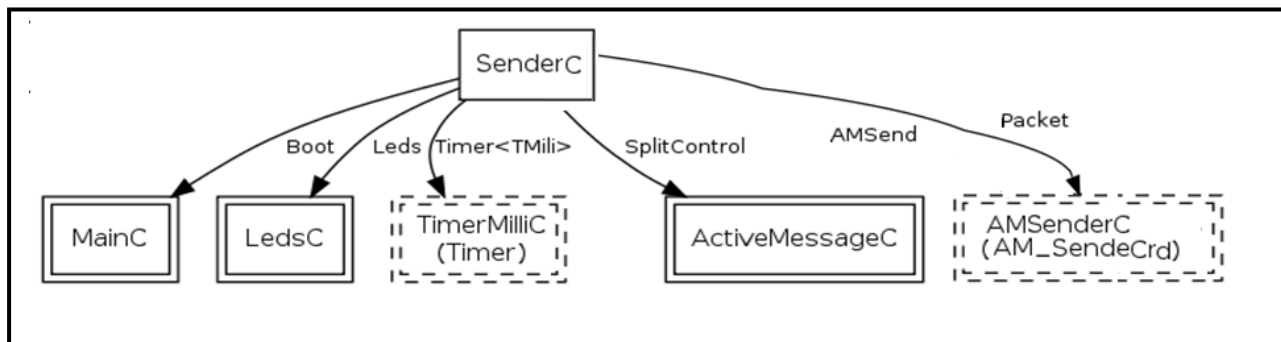 SenderC
Packet
AMSend
Boot
Leds
Timer<TMili>
SplitControl
MainC
LedsC
TimerMilliC
(Timer)
ActiveMessageC
AMSenderC
(AM_SendeCrd)